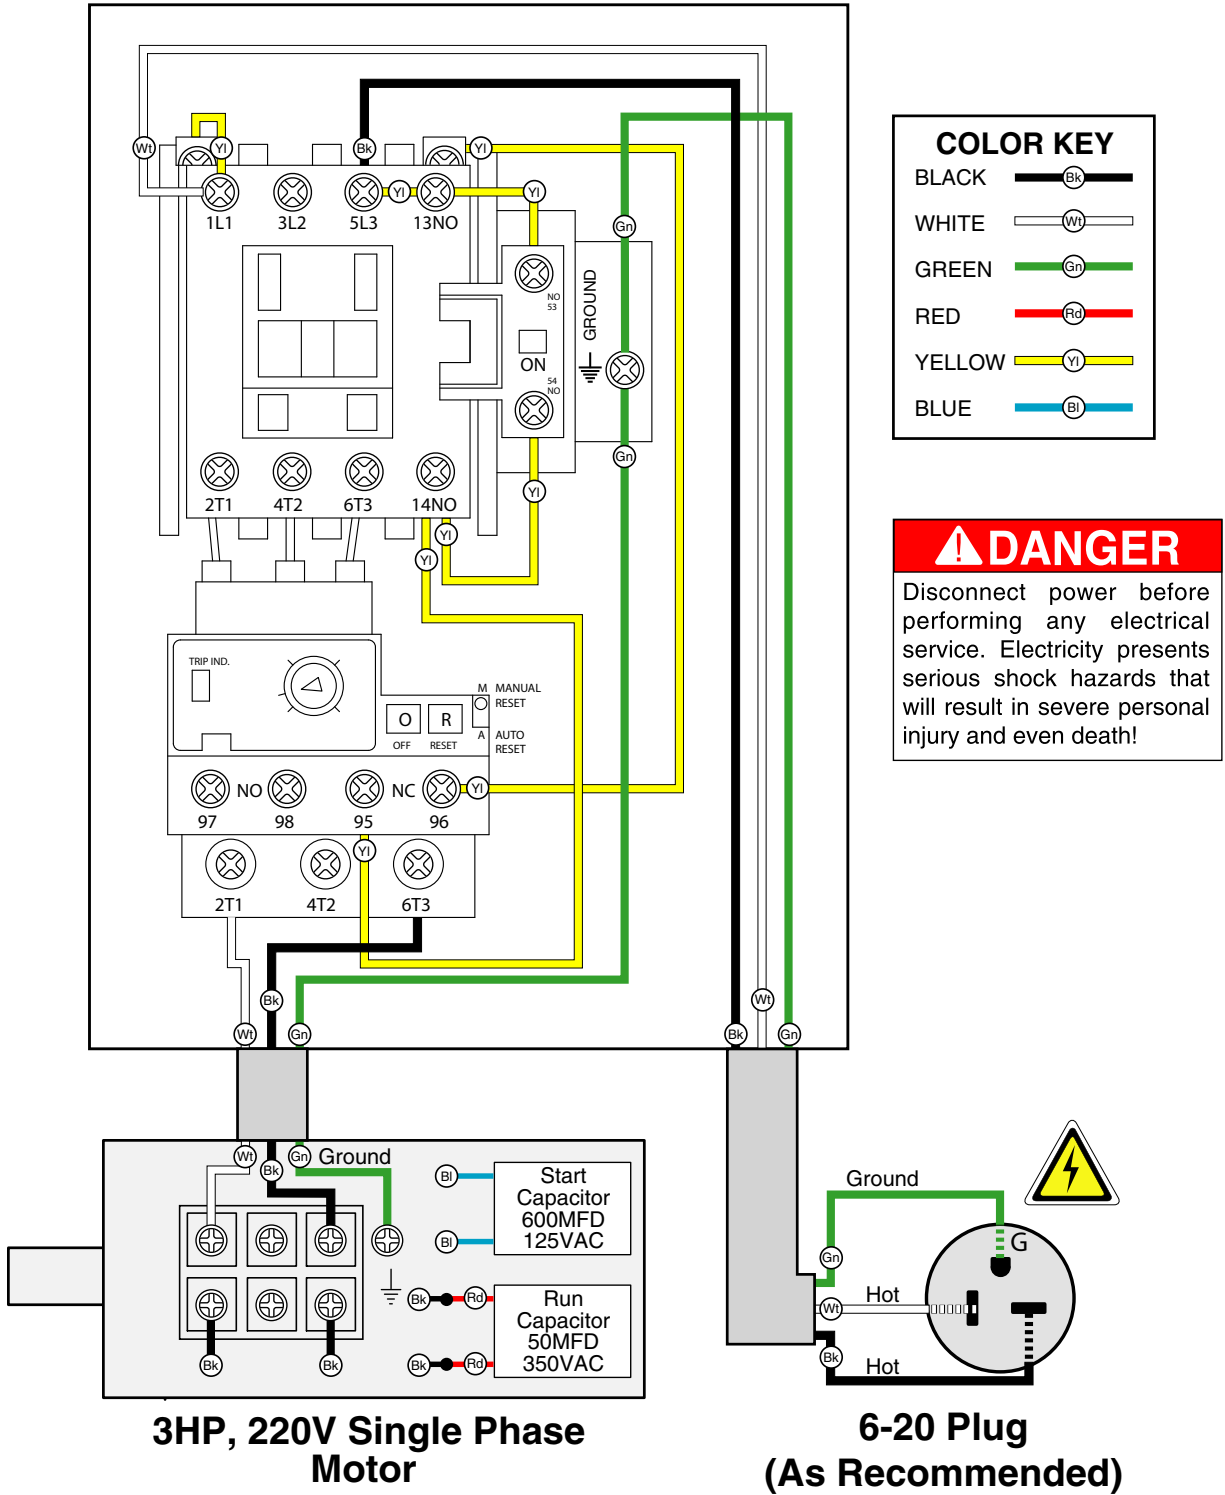 Wt
Yl
Bk
Yl
1L1
3L2
5L3
Yl
13NO
Yl
NO
53
ON
54
NO
GROUND
Gn
Gn
2T1
4T2
6T3
14NO
Yl
Yl
Yl
TRIP IND.
O
OFF
R
RESET
M MANUAL
RESET
A AUTO
RESET
97
NO
98
95
NC
96
Yl
Yl
2T1
4T2
6T3
Bk
Wt
Gn
Bk
Wt
Gn
COLOR KEY
BLACK Bk
WHITE Wt
GREEN Gn
RED Rd
YELLOW Yl
BLUE Bl
DANGER
Disconnect power before
performing any electrical
service. Electricity presents
serious shock hazards that
will result in severe personal
injury and even death!
Wt
Bk
Gn
Ground
Bl
Bl
Start
Capacitor
600MFD
125VAC
Bk
Rd
Bk
Rd
Run
Capacitor
50MFD
350VAC
Bk
Bk
3HP, 220V Single Phase
Motor
Ground
Gn
G
Wt
Hot
Bk
Hot
6-20 Plug
(As Recommended)